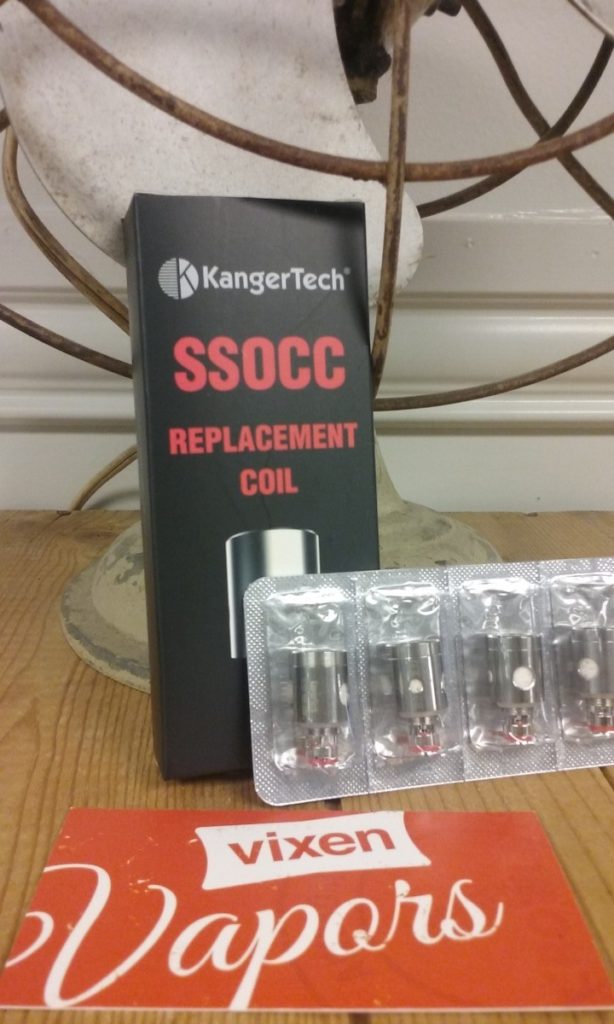 KangerTech®
SSOCC
REPLACEMENT
COIL
vixen
Vapors